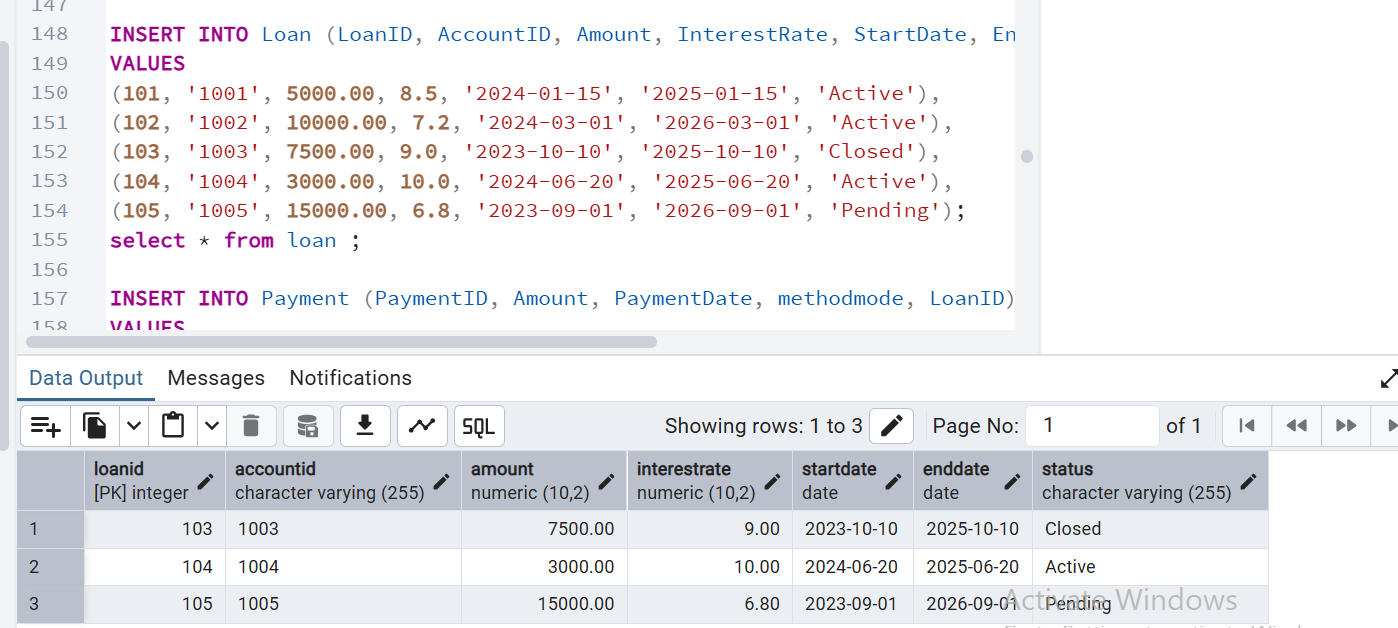 147
148 INSERT INTO Loan (LoanID, AccountID, Amount, InterestRate, StartDate, En
149 VALUES
150 (101, '1001', 5000.00, 8.5, '2024-01-15', '2025-01-15', 'Active'),
151 (102, '1002', 10000.00, 7.2, '2024-03-01', '2026-03-01', 'Active'),
152 (103, '1003', 7500.00, 9.0, '2023-10-10', '2025-10-10', 'Closed'),
153 (104, '1004', 3000.00, 10.0, '2024-06-20', '2025-06-20', 'Active'),
154 (105, '1005', 15000.00, 6.8, '2023-09-01', '2026-09-01', 'Pending');
155 select * from loan ;
156
157 INSERT INTO Payment (PaymentID, Amount, PaymentDate, methodmode, LoanID)
158 VALUES
Data Output Messages Notifications
SQL Showing rows: 1 to 3 Page No: 1 of 1
loanid accountid amount interestrate startdate enddate status
[PK] integer character varying (255) numeric (10,2) numeric (10,2) date date character varying (255)
1 103 1003 7500.00 9.00 2023-10-10 2025-10-10 Closed
2 104 1004 3000.00 10.00 2024-06-20 2025-06-20 Active
3 105 1005 15000.00 6.80 2023-09-01 2026-09-01 Pending
Activate Windows